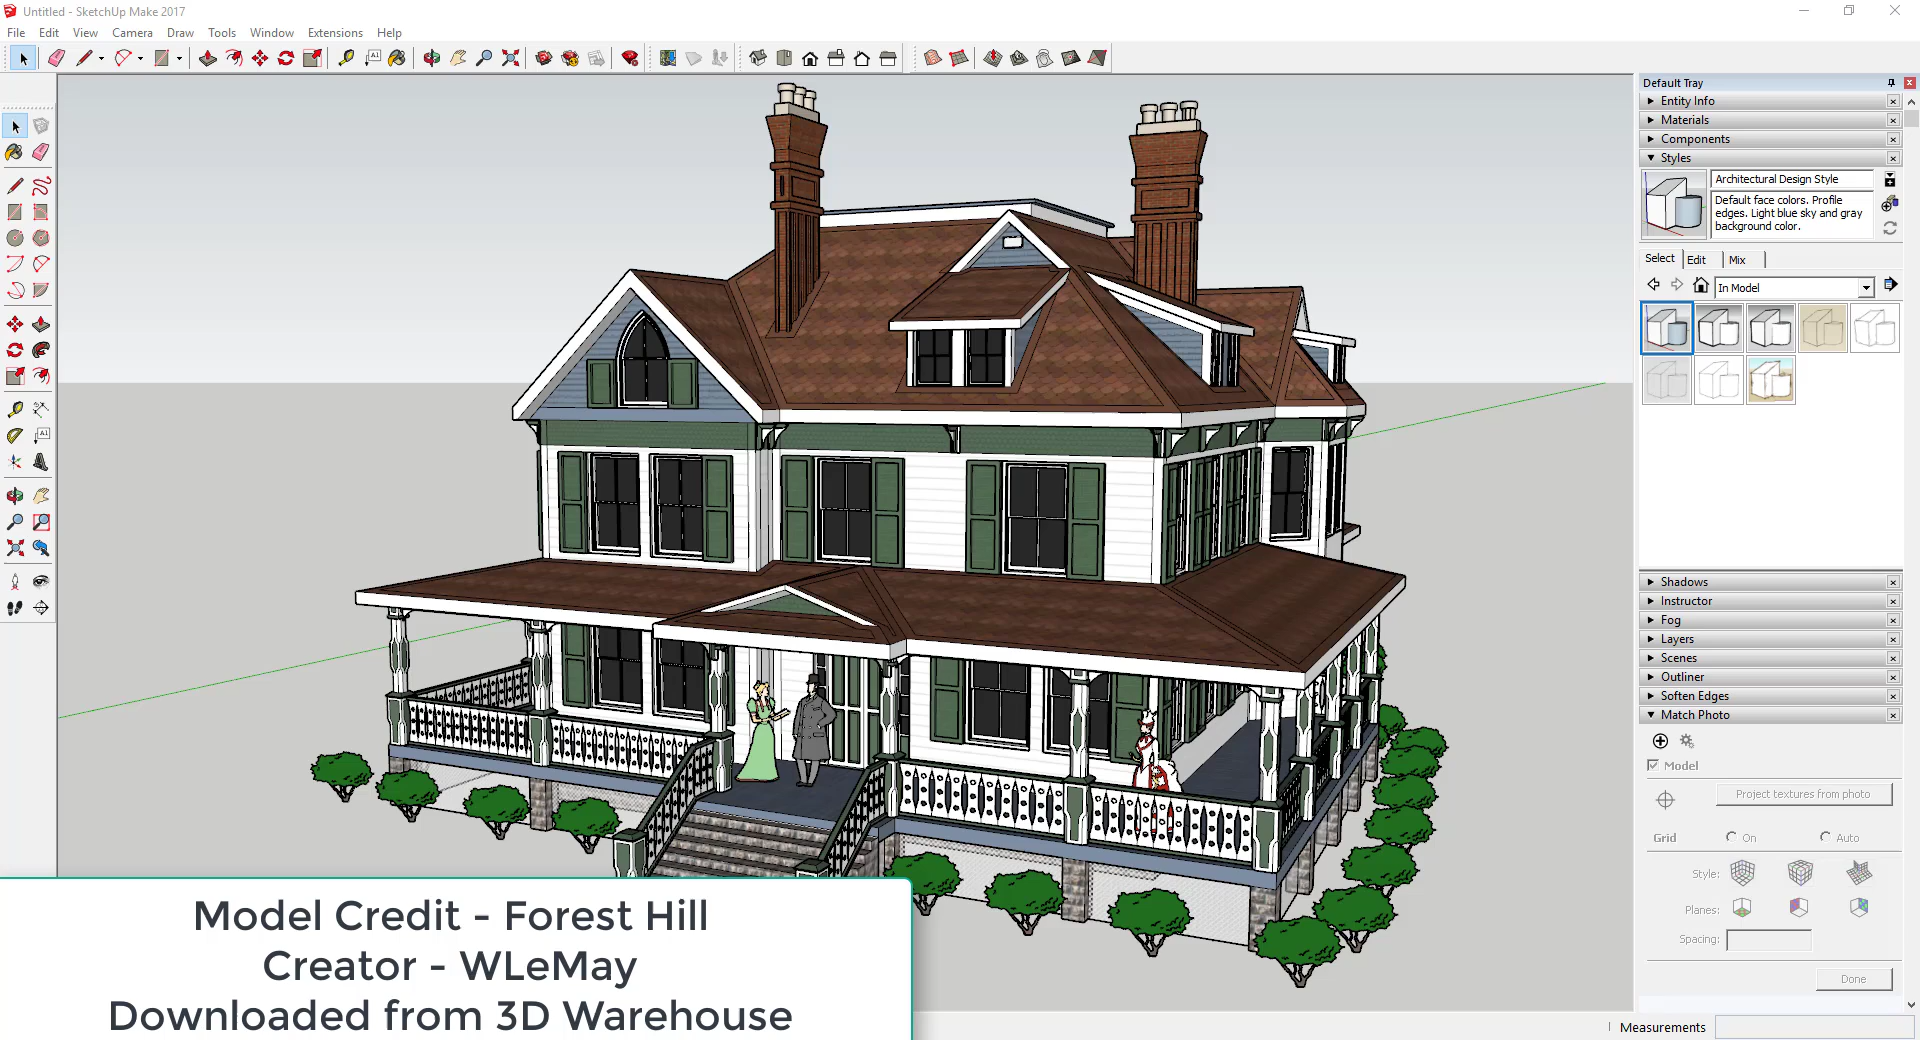 Untitled - SketchUp Make 2017
File Edit View Camera Draw Tools Window Extensions Help
Default Tray
Entity Info
Materials
Components
Styles
Architectural Design Style
Default face colors. Profile
edges. Light blue sky and gray
background color.
Select Edit Mix
In Model
Shadows
Instructor
Fog
Layers
Scenes
Outliner
Soften Edges
Match Photo
Model
Project textures from photo
Grid On Auto
Style:
Planes:
Spacing:
Done
Measurements
Model Credit - Forest Hill
Creator - WLeMay
Downloaded from 3D Warehouse